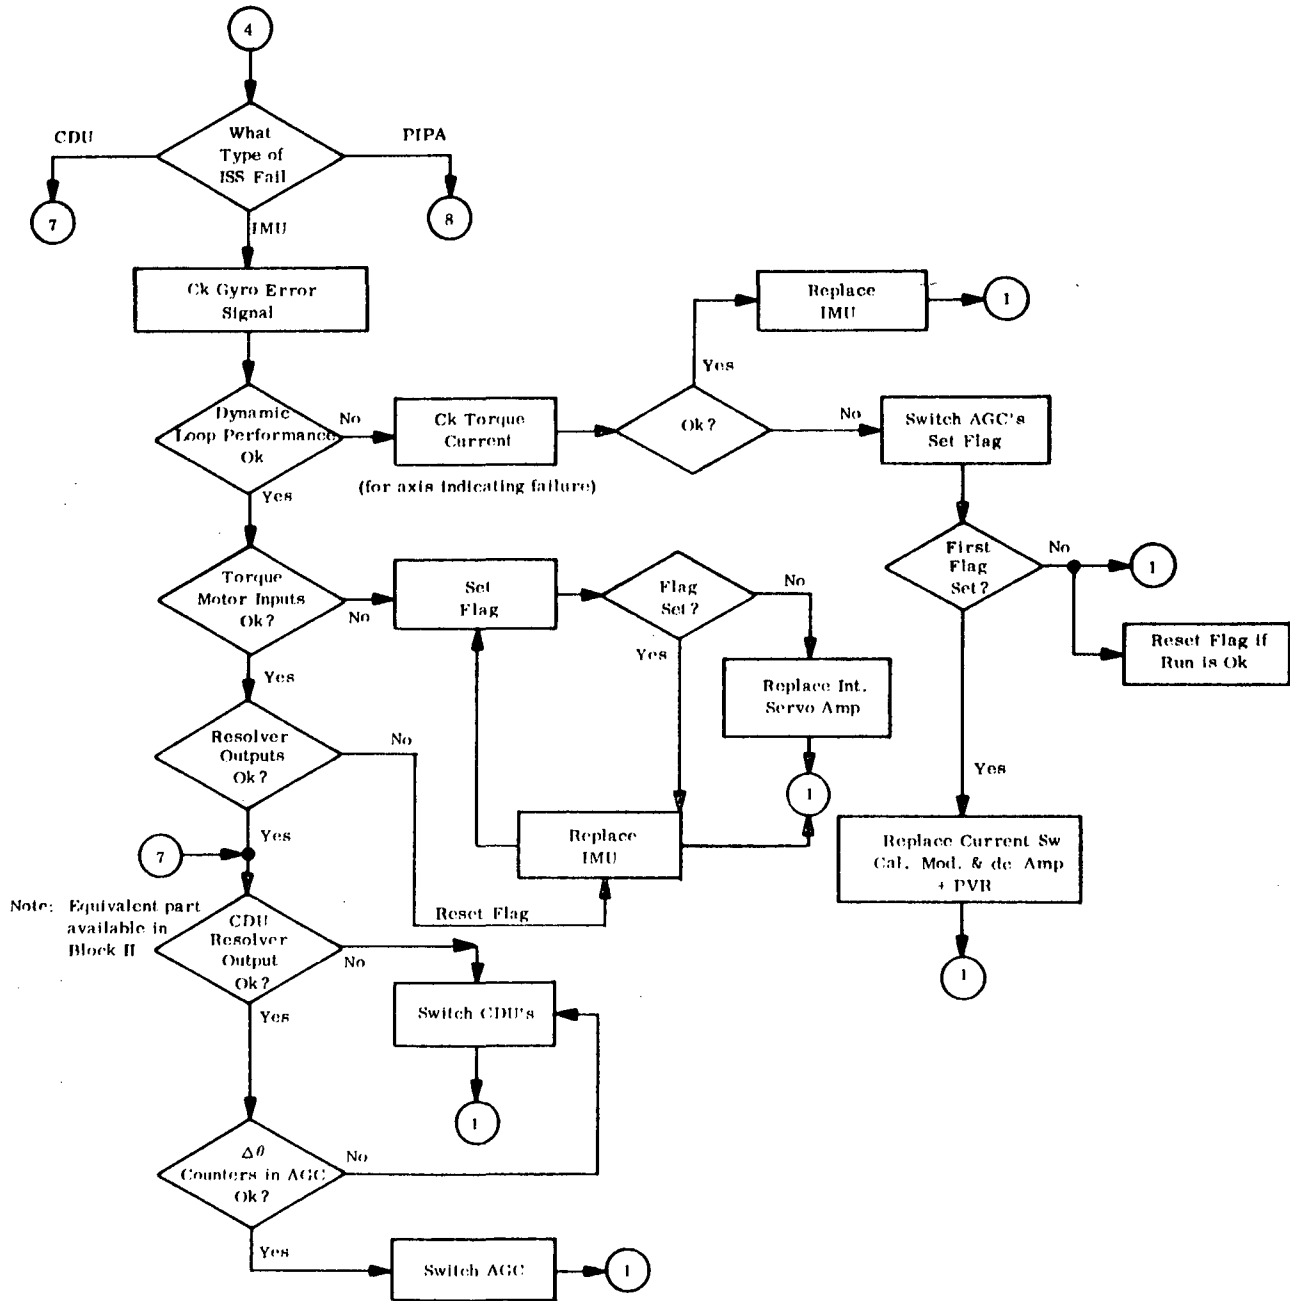 4
CDU
What
Type of
ISS Fail
PIPA
7
8
IMU
Ck Gyro Error
Signal
Replace
IMU
1
Yes
Dynamic
Loop Performance
Ok
No
Ck Torque
Current
Ok?
No
Switch AGC's
Set Flag
(for axis indicating failure)
Yes
Torque
Motor Inputs
Ok?
No
Set
Flag
Flag
Set?
No
First
Flag
Set?
No
1
Reset Flag if
Run is Ok
Yes
Yes
Replace Int.
Servo Amp
Resolver
Outputs
Ok?
No
1
Yes
Yes
Replace
IMU
Replace Current Sw
Cal. Mod. & dc Amp
+ PVR
7
Reset Flag
Note: Equivalent part
available in
Block II
CDU
Resolver
Output
Ok?
No
1
Yes
Switch CDU's
1
Δθ
Counters in AGC
Ok?
No
Yes
Switch AGC
1